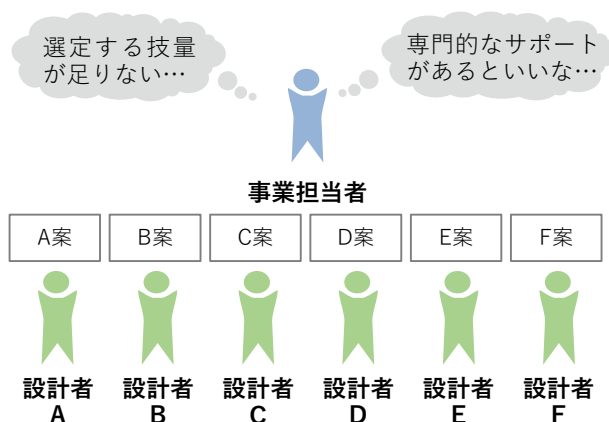 選定する技量
が足りない…
専門的なサポート
があるといいな…
事業担当者
A案
B案
C案
D案
E案
F案
設計者
A
設計者
B
設計者
C
設計者
D
設計者
E
設計者
F